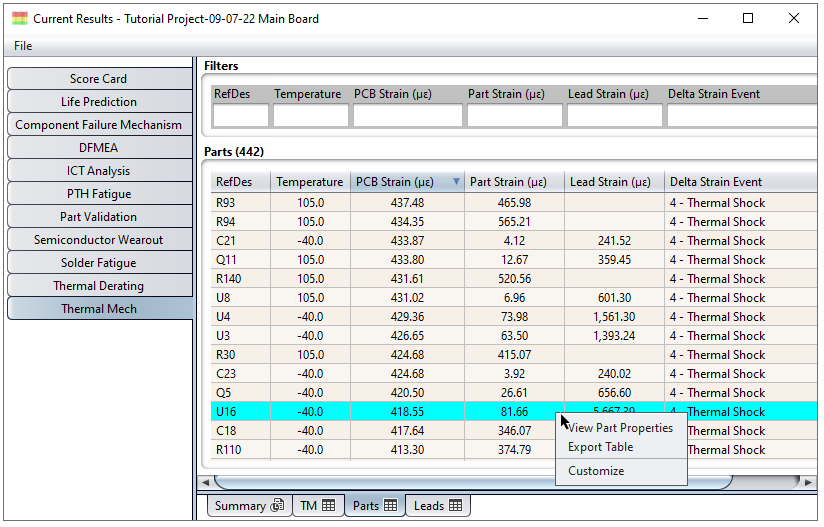 Current Results - Tutorial Project-09-07-22 Main Board
File
Score Card
Life Prediction
Component Failure Mechanism
DFMEA
ICT Analysis
PTH Fatigue
Part Validation
Semiconductor Wearout
Solder Fatigue
Thermal Derating
Thermal Mech
Filters
RefDes Temperature PCB Strain (με) Part Strain (με) Lead Strain (με) Delta Strain Event
Parts (442)
RefDes Temperature PCB Strain (με) Part Strain (με) Lead Strain (με) Delta Strain Event
R93 105.0 437.48 465.98 4 - Thermal Shock
R94 105.0 434.35 565.21 4 - Thermal Shock
C21 -40.0 433.87 4.12 241.52 4 - Thermal Shock
Q11 105.0 433.80 12.67 359.45 4 - Thermal Shock
R140 105.0 431.61 520.56 4 - Thermal Shock
U8 105.0 431.02 6.96 601.30 4 - Thermal Shock
U4 -40.0 429.36 73.98 1,561.30 4 - Thermal Shock
U3 -40.0 426.65 63.50 1,393.24 4 - Thermal Shock
R30 105.0 424.68 415.07 4 - Thermal Shock
C23 -40.0 424.68 3.92 240.02 4 - Thermal Shock
Q5 -40.0 420.50 26.61 656.60 4 - Thermal Shock
U16 -40.0 418.55 81.66 4 - Thermal Shock
C18 -40.0 417.64 346.07 Thermal Shock
R110 -40.0 413.30 374.79 Thermal Shock
View Part Properties
Export Table
Customize
Summary TM Parts Leads